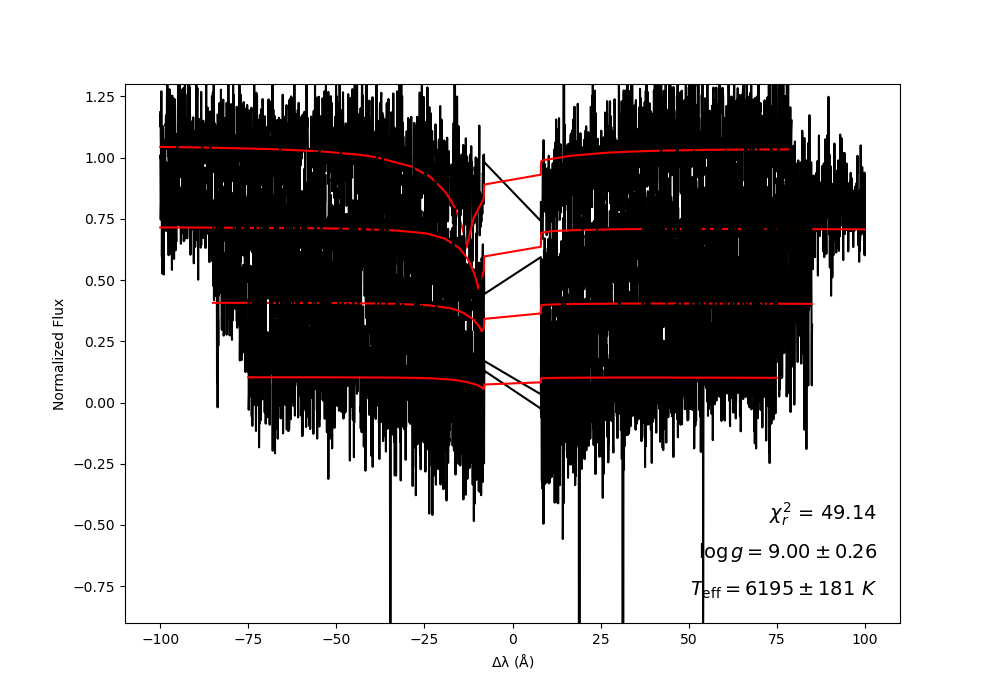 1.25
1.00
0.75
0.50
0.25
0.00
−0.25
−0.50
−0.75
Normalized Flux
χ²ᵣ = 49.14
log g = 9.00 ± 0.26
T_eff = 6195 ± 181 K
−100 −75 −50 −25 0 25 50 75 100
Δλ (Å)